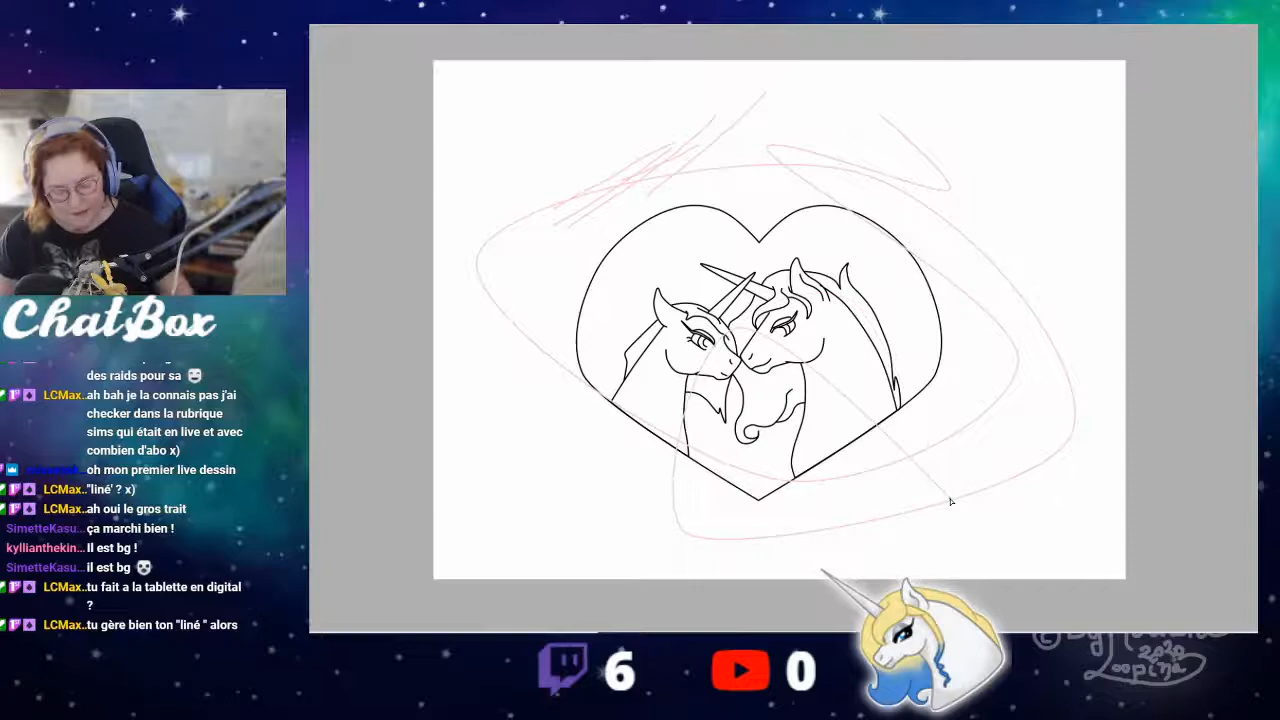 ChatBox
des raids pour sa
LCMax..ah bah je la connais pas j'ai
checker dans la rubrique
sims qui était en live et avec
combien d'abo x)
oh mon premier live dessin
LCMax.."liné' ? x)
LCMax..ah oui le gros trait
SimetteKasu...ça marchi bien !
kyllianthekin...Il est bg !
SimetteKasu...il est bg
LCMax..tu fait a la tablette en digital
?
LCMax..tu gère bien ton "liné " alors
6
0
©
2020
Loopina